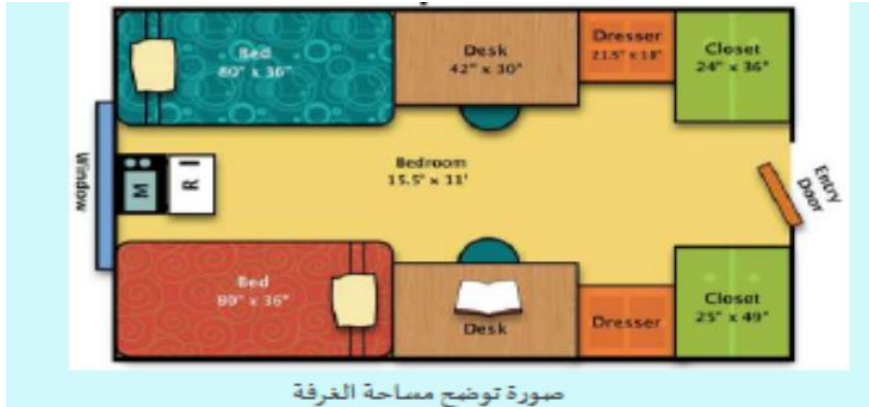 Bed
80" x 36"
Desk
42" x 30"
Dresser
21.5" x 18"
Closet
24" x 36"
Window
M
R
Bedroom
15.5' x 11'
Entry
Door
Bed
80" x 36"
Desk
Dresser
Closet
25" x 49"
صورة توضح مساحة الغرفة